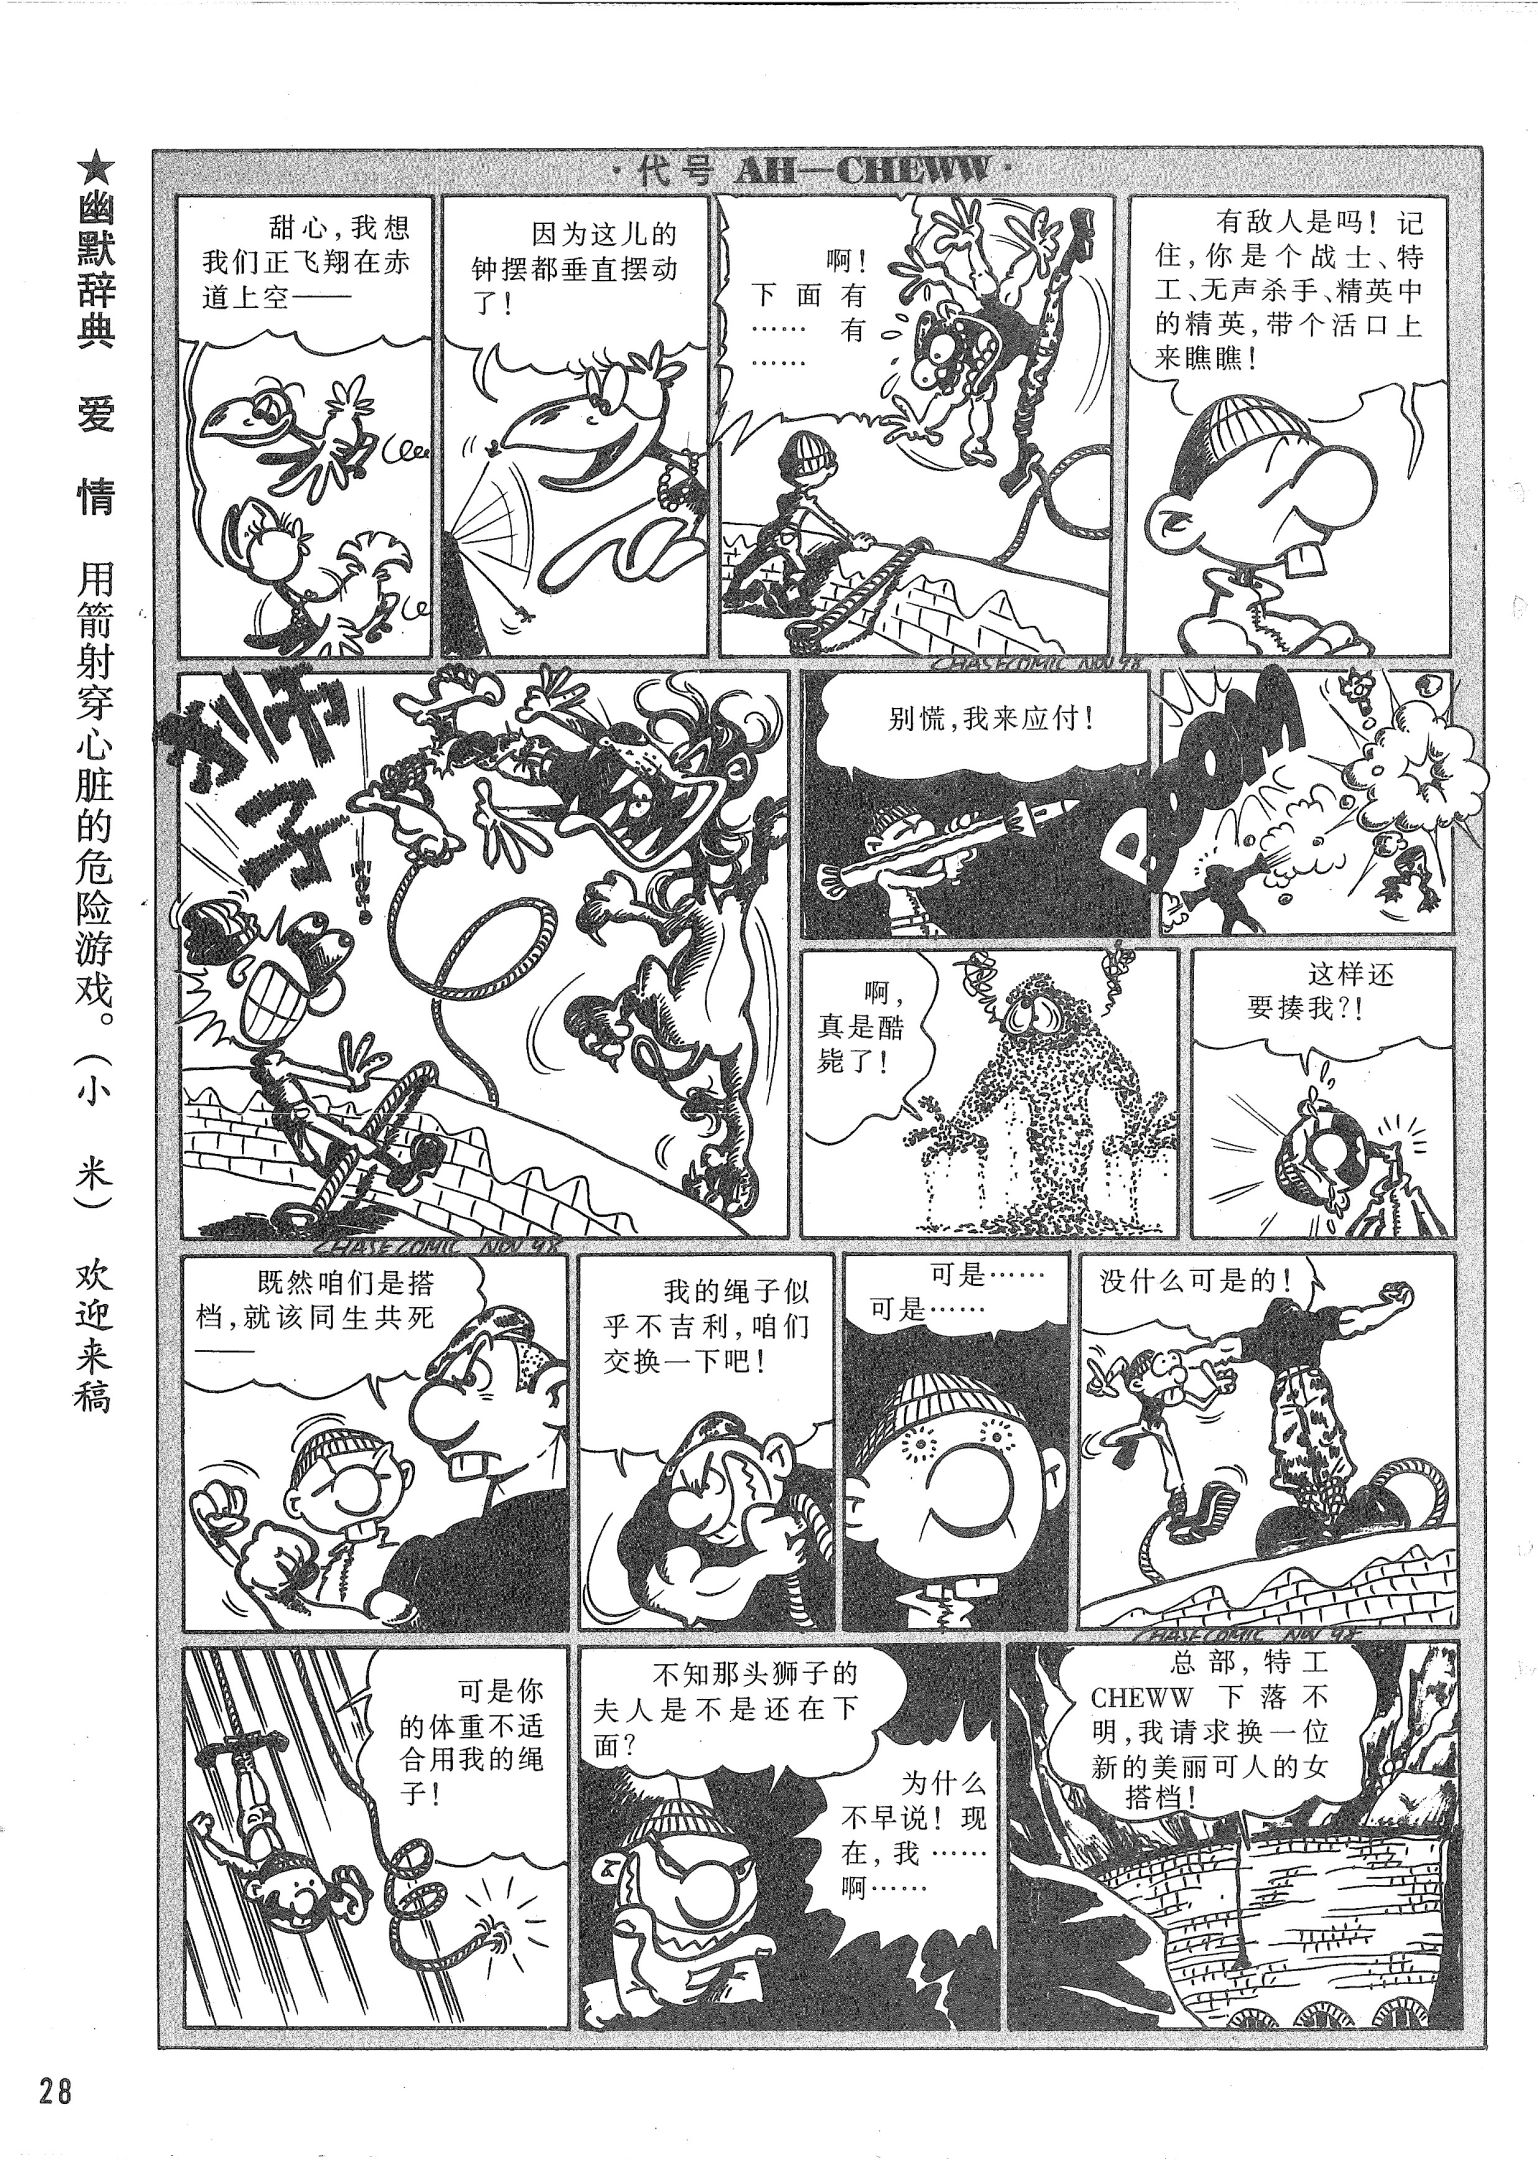 ·代号 AH—CHEWW·
甜心,我想
我们正飞翔在赤
道上空——
因为这儿的
钟摆都垂直摆动
了!
啊!
下面有
……有
……
有敌人是吗!记
住,你是个战士、特
工、无声杀手、精英中
的精英,带个活口上
来瞧瞧!
CHASECOMIC NOV 98
狮
子
!!!
别慌,我来应付!
BOOM
啊,
真是酷
毙了!
这样还
要揍我?!
CHASECOMIC NOV 98
既然咱们是搭
档,就该同生共死
——
我的绳子似
乎不吉利,咱们
交换一下吧!
可是……
可是……
没什么可是的!
CHASECOMIC NOV 98
可是你
的体重不适
合用我的绳
子!
不知那头狮子的
夫人是不是还在下
面?
为什么
不早说!现
在,我……
啊……
总部,特工
CHEWW 下落不
明,我请求换一位
新的美丽可人的女
搭档!
★幽默辞典 爱 情 用箭射穿心脏的危险游戏。(小 米) 欢迎来稿
28